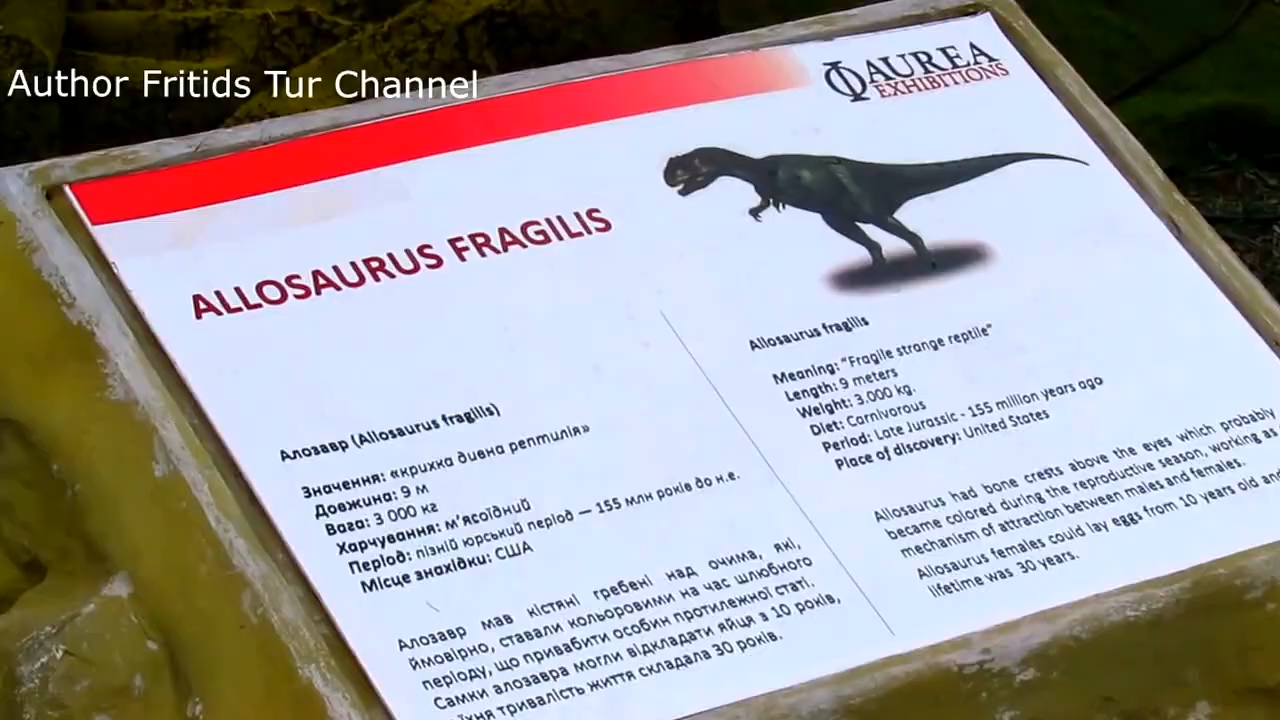 Author Fritids Tur Channel
AUREA
EXHIBITIONS
ALLOSAURUS FRAGILIS
Алозавр (Allosaurus fragilis)
Значення: «крихка дивна рептилія»
Довжина: 9 м
Вага: 3 000 кг
Харчування: м'ясоїдний
Період: пізній юрський період — 155 млн років до н.е.
Місце знахідки: США
Алозавр мав кістяні гребені над очима, які,
ймовірно, ставали кольоровими на час шлюбного
періоду, що привабити особин протилежної статі.
Самки алозавра могли відкладати яйця з 10 років,
їхня тривалість життя складала 30 років.
Allosaurus fragilis
Meaning: "Fragile strange reptile"
Length: 9 meters
Weight: 3.000 kg.
Diet: Carnivorous
Period: Late Jurassic - 155 million years ago
Place of discovery: United States
Allosaurus had bone crests above the eyes which probably
became colored during the reproductive season, working as
mechanism of attraction between males and females.
Allosaurus females could lay eggs from 10 years old and
lifetime was 30 years.